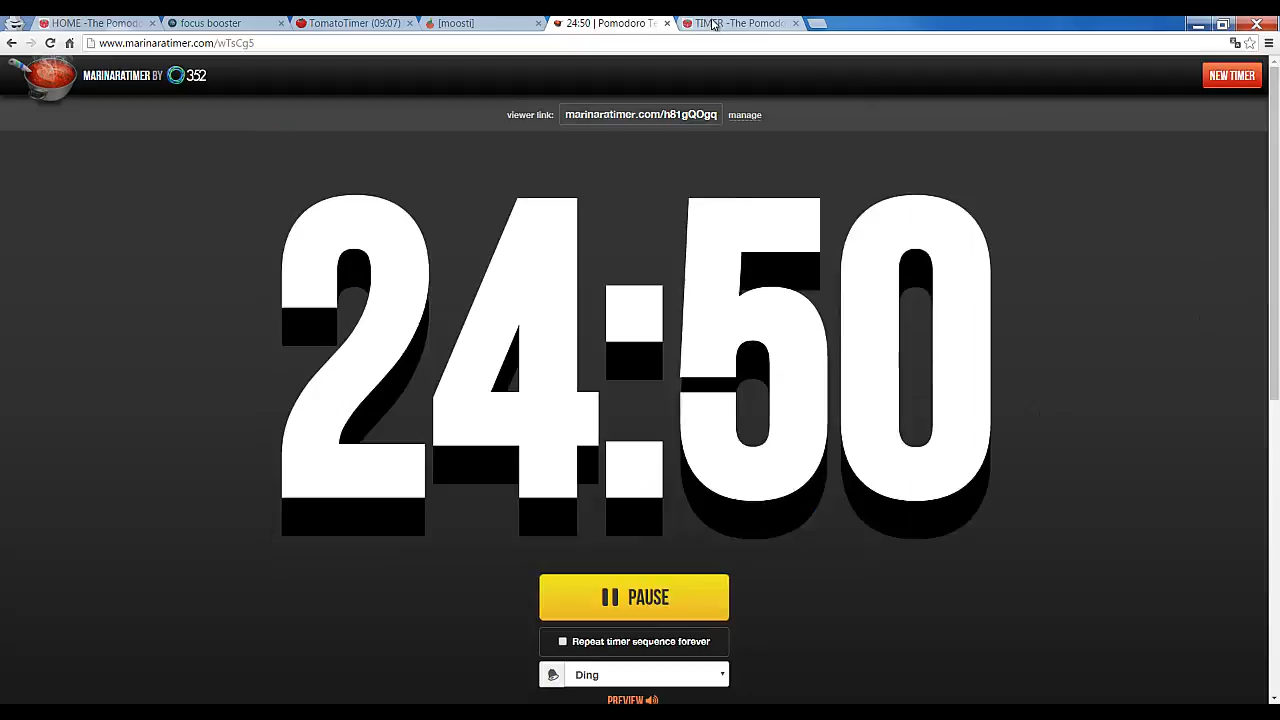 HOME -The Pomodo
focus booster
TomatoTimer (09:07)
[moosti]
24:50 | Pomodoro Te
TIMER -The Pomodo
www.marinaratimer.com/wTsCg5
MARINARATIMER BY 352
NEW TIMER
viewer link: marinaratimer.com/h81gQOgq manage
24:50
PAUSE
Repeat timer sequence forever
Ding
PREVIEW